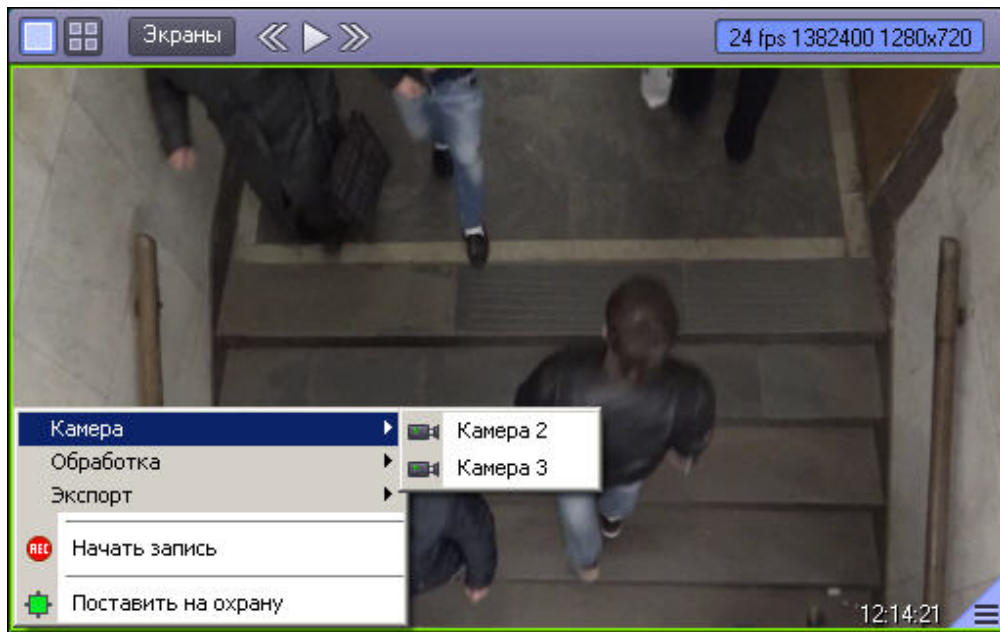 Экраны
24 fps 1382400 1280x720
Камера
Камера 2
Обработка
Камера 3
Экспорт
REC Начать запись
Поставить на охрану
12:14:21